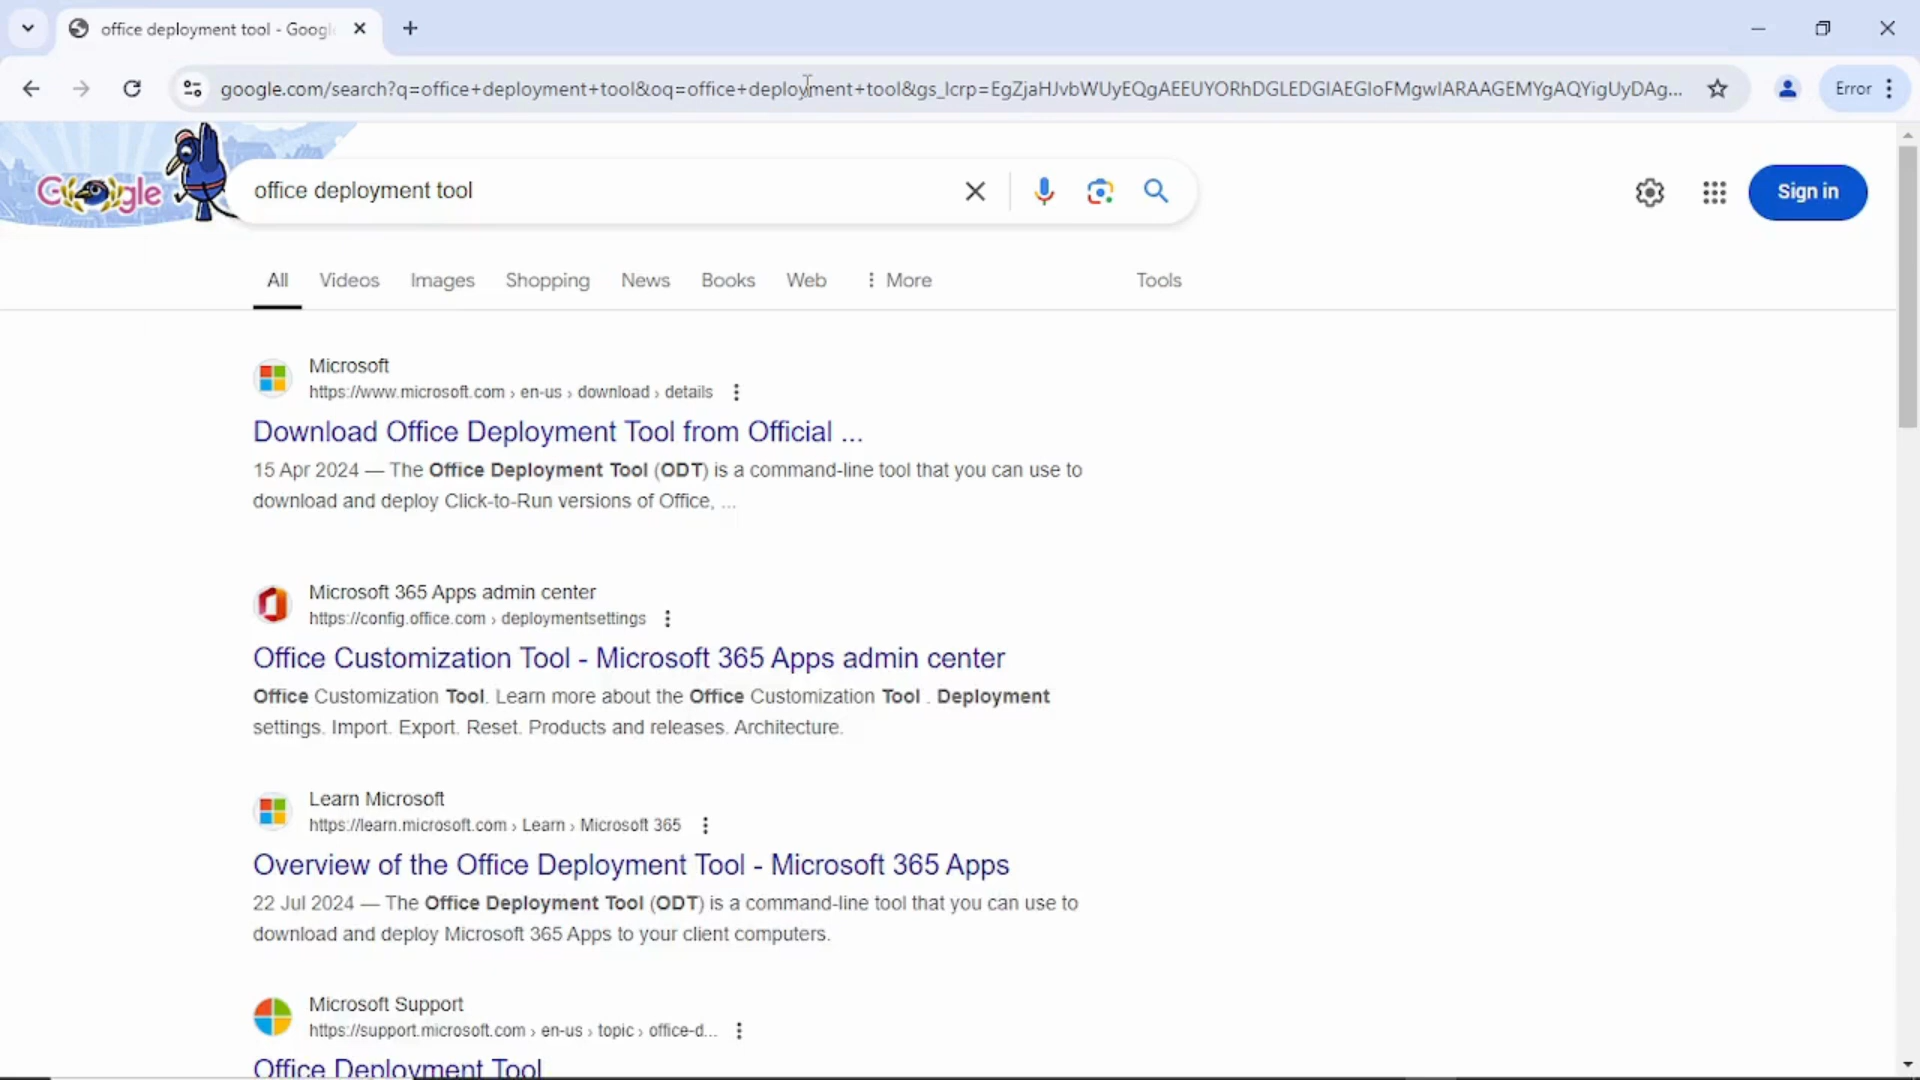 office deployment tool - Googl
google.com/search?q=office+deployment+tool&oq=office+deployment+tool&gs_lcrp=EgZjaHJvbWUyEQgAEEUYORhDGLEDGIAEGIoFMgwIARAAGEMYgAQYigUyDAg...
Error
Google
office deployment tool
Sign in
All Videos Images Shopping News Books Web More Tools
Microsoft
https://www.microsoft.com › en-us › download › details
Download Office Deployment Tool from Official ...
15 Apr 2024 — The Office Deployment Tool (ODT) is a command-line tool that you can use to
download and deploy Click-to-Run versions of Office, ...
Microsoft 365 Apps admin center
https://config.office.com › deploymentsettings
Office Customization Tool - Microsoft 365 Apps admin center
Office Customization Tool. Learn more about the Office Customization Tool . Deployment
settings. Import. Export. Reset. Products and releases. Architecture.
Learn Microsoft
https://learn.microsoft.com › Learn › Microsoft 365
Overview of the Office Deployment Tool - Microsoft 365 Apps
22 Jul 2024 — The Office Deployment Tool (ODT) is a command-line tool that you can use to
download and deploy Microsoft 365 Apps to your client computers.
Microsoft Support
https://support.microsoft.com › en-us › topic › office-d...
Office Deployment Tool